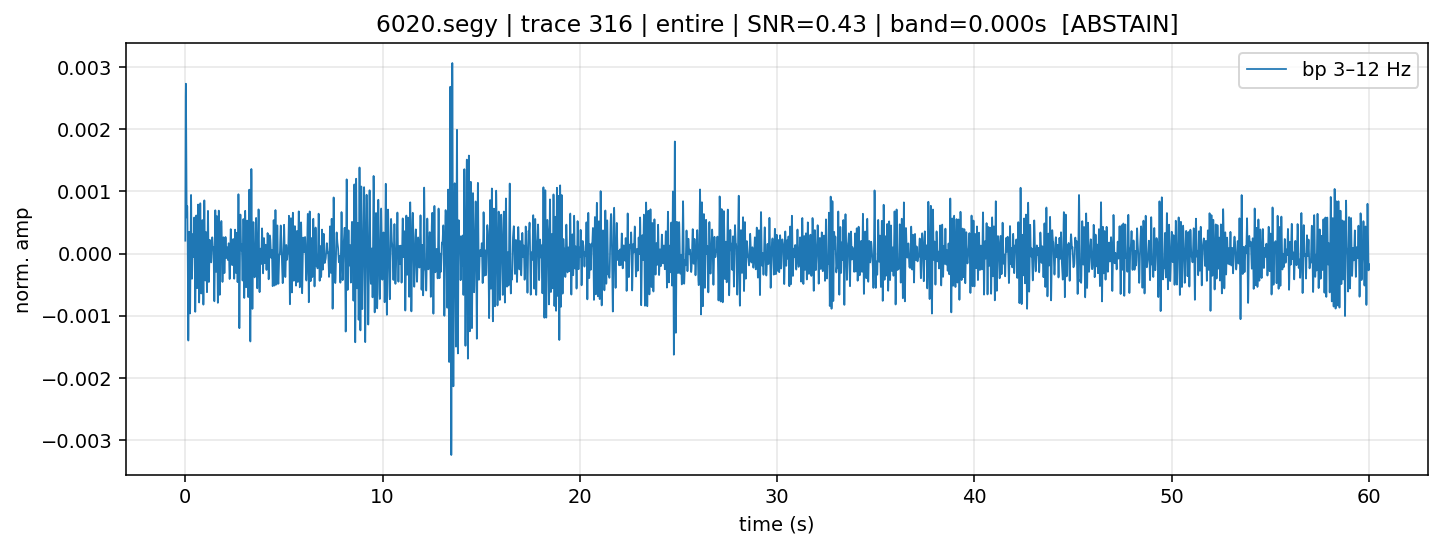 6020.segy | trace 316 | entire | SNR=0.43 | band=0.000s  [ABSTAIN]
bp 3–12 Hz
norm. amp
0.003
0.002
0.001
0.000
−0.001
−0.002
−0.003
0 10 20 30 40 50 60
time (s)